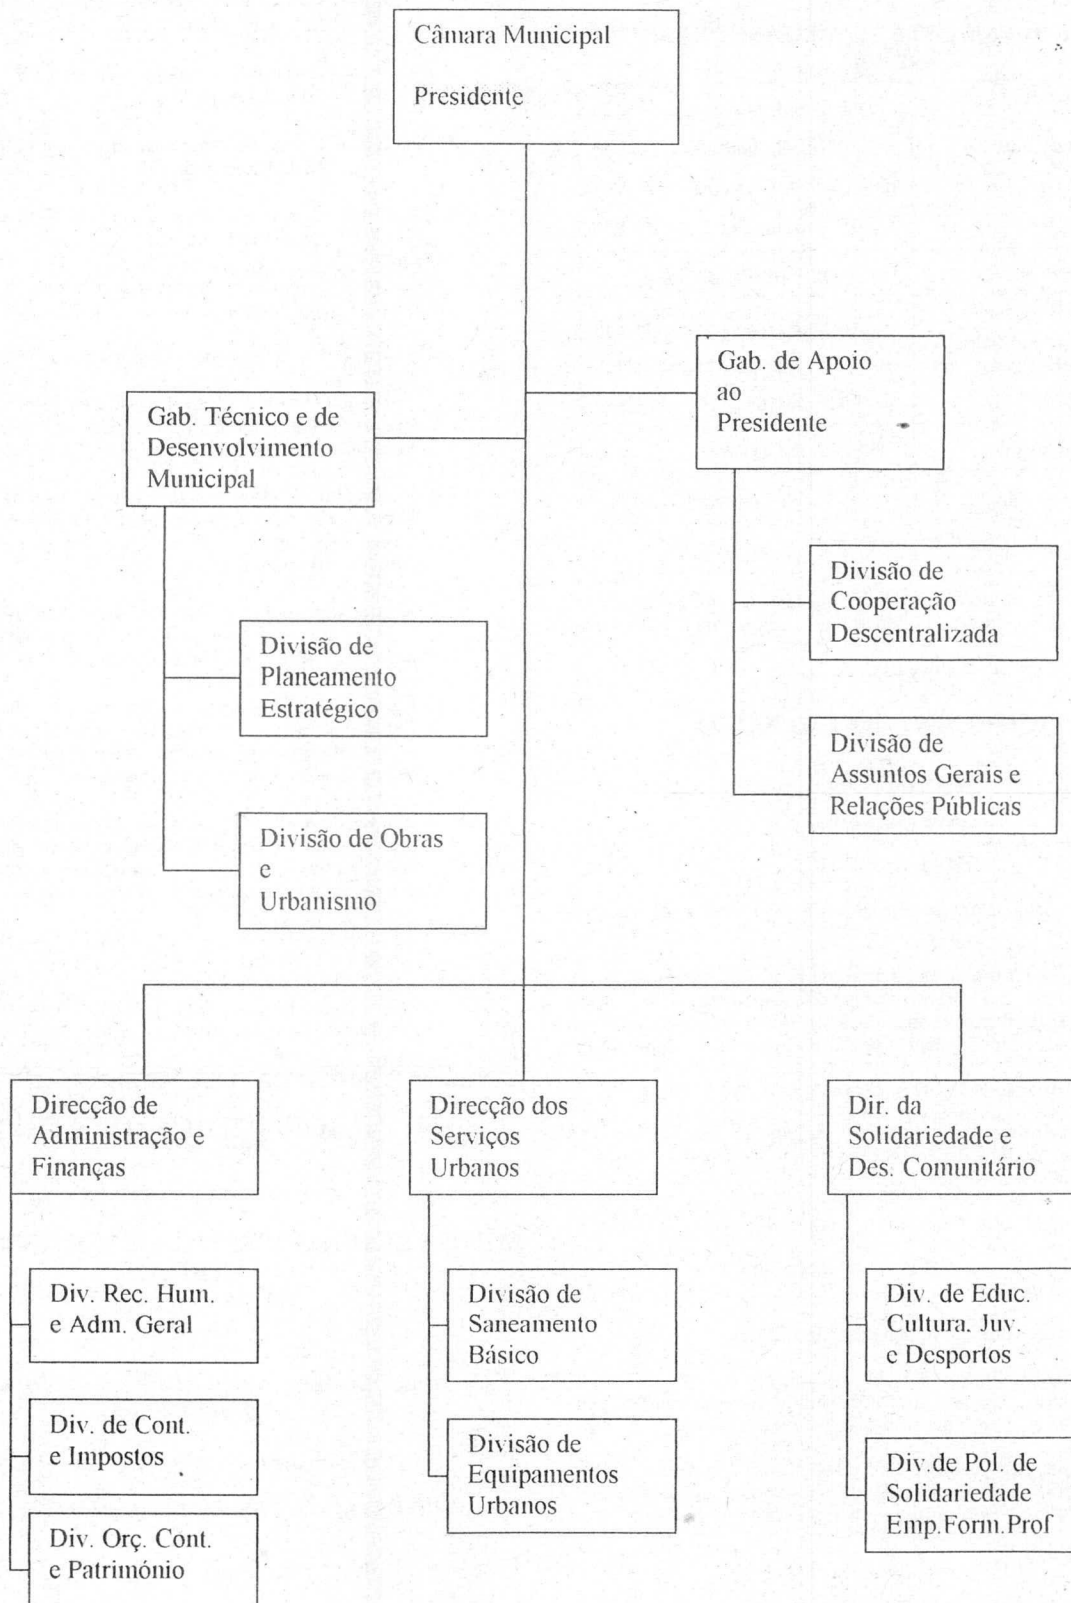 Câmara Municipal
Presidente
Gab. de Apoio
ao
Presidente
Gab. Técnico e de
Desenvolvimento
Municipal
Divisão de
Cooperação
Descentralizada
Divisão de
Planeamento
Estratégico
Divisão de
Assuntos Gerais e
Relações Públicas
Divisão de Obras
e
Urbanismo
Direcção de
Administração e
Finanças
Direcção dos
Serviços
Urbanos
Dir. da
Solidariedade e
Des. Comunitário
Div. Rec. Hum.
e Adm. Geral
Div. de Cont.
e Impostos
Div. Orç. Cont.
e Património
Divisão de
Saneamento
Básico
Divisão de
Equipamentos
Urbanos
Div. de Educ.
Cultura. Juv.
e Desportos
Div.de Pol. de
Solidariedade
Emp.Form.Prof